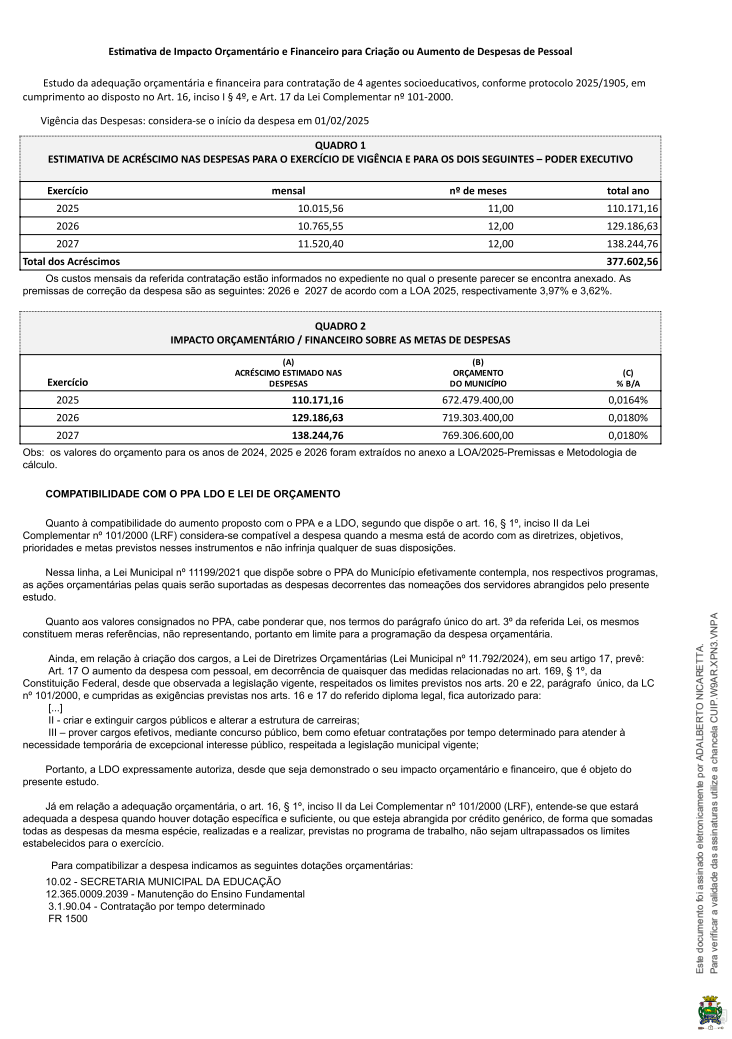 Estimativa de Impacto Orçamentário e Financeiro para Criação ou Aumento de Despesas de Pessoal
Estudo da adequação orçamentária e financeira para contratação de 4 agentes socioeducativos, conforme protocolo 2025/1905, em
cumprimento ao disposto no Art. 16, inciso I § 4º, e Art. 17 da Lei Complementar nº 101-2000.
Vigência das Despesas: considera-se o início da despesa em 01/02/2025
QUADRO 1
ESTIMATIVA DE ACRÉSCIMO NAS DESPESAS PARA O EXERCÍCIO DE VIGÊNCIA E PARA OS DOIS SEGUINTES – PODER EXECUTIVO
Exercício mensal nº de meses total ano
2025 10.015,56 11,00 110.171,16
2026 10.765,55 12,00 129.186,63
2027 11.520,40 12,00 138.244,76
Total dos Acréscimos 377.602,56
Os custos mensais da referida contratação estão informados no expediente no qual o presente parecer se encontra anexado. As
premissas de correção da despesa são as seguintes: 2026 e 2027 de acordo com a LOA 2025, respectivamente 3,97% e 3,62%.
QUADRO 2
IMPACTO ORÇAMENTÁRIO / FINANCEIRO SOBRE AS METAS DE DESPESAS
(A) (B)
ACRÉSCIMO ESTIMADO NAS ORÇAMENTO (C)
Exercício DESPESAS DO MUNICÍPIO % B/A
2025 110.171,16 672.479.400,00 0,0164%
2026 129.186,63 719.303.400,00 0,0180%
2027 138.244,76 769.306.600,00 0,0180%
Obs: os valores do orçamento para os anos de 2024, 2025 e 2026 foram extraídos no anexo a LOA/2025-Premissas e Metodologia de
cálculo.
COMPATIBILIDADE COM O PPA LDO E LEI DE ORÇAMENTO
Quanto à compatibilidade do aumento proposto com o PPA e a LDO, segundo que dispõe o art. 16, § 1º, inciso II da Lei
Complementar nº 101/2000 (LRF) considera-se compatível a despesa quando a mesma está de acordo com as diretrizes, objetivos,
prioridades e metas previstos nesses instrumentos e não infrinja qualquer de suas disposições.
Nessa linha, a Lei Municipal nº 11199/2021 que dispõe sobre o PPA do Município efetivamente contempla, nos respectivos programas,
as ações orçamentárias pelas quais serão suportadas as despesas decorrentes das nomeações dos servidores abrangidos pelo presente
estudo.
Quanto aos valores consignados no PPA, cabe ponderar que, nos termos do parágrafo único do art. 3º da referida Lei, os mesmos
constituem meras referências, não representando, portanto em limite para a programação da despesa orçamentária.
Ainda, em relação à criação dos cargos, a Lei de Diretrizes Orçamentárias (Lei Municipal nº 11.792/2024), em seu artigo 17, prevê:
Art. 17 O aumento da despesa com pessoal, em decorrência de quaisquer das medidas relacionadas no art. 169, § 1º, da
Constituição Federal, desde que observada a legislação vigente, respeitados os limites previstos nos arts. 20 e 22, parágrafo único, da LC
nº 101/2000, e cumpridas as exigências previstas nos arts. 16 e 17 do referido diploma legal, fica autorizado para:
[...]
II - criar e extinguir cargos públicos e alterar a estrutura de carreiras;
III – prover cargos efetivos, mediante concurso público, bem como efetuar contratações por tempo determinado para atender à
necessidade temporária de excepcional interesse público, respeitada a legislação municipal vigente;
Portanto, a LDO expressamente autoriza, desde que seja demonstrado o seu impacto orçamentário e financeiro, que é objeto do
presente estudo.
Já em relação a adequação orçamentária, o art. 16, § 1º, inciso II da Lei Complementar nº 101/2000 (LRF), entende-se que estará
adequada a despesa quando houver dotação específica e suficiente, ou que esteja abrangida por crédito genérico, de forma que somadas
todas as despesas da mesma espécie, realizadas e a realizar, previstas no programa de trabalho, não sejam ultrapassados os limites
estabelecidos para o exercício.
Para compatibilizar a despesa indicamos as seguintes dotações orçamentárias:
10.02 - SECRETARIA MUNICIPAL DA EDUCAÇÃO
12.365.0009.2039 - Manutenção do Ensino Fundamental
3.1.90.04 - Contratação por tempo determinado
FR 1500
Este documento foi assinado eletronicamente por ADALBERTO NICARETTA.
Para verificar a validade das assinaturas utilize a chancela CUIP.W9AR.XPN3.VNPA